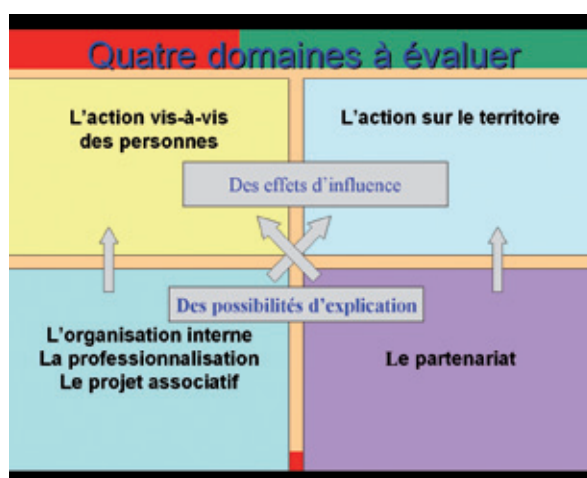 Quatre domaines à évaluer
L'action vis-à-vis
des personnes
L'action sur le territoire
Des effets d'influence
Des possibilités d'explication
L'organisation interne
La professionnalisation
Le projet associatif
Le partenariat